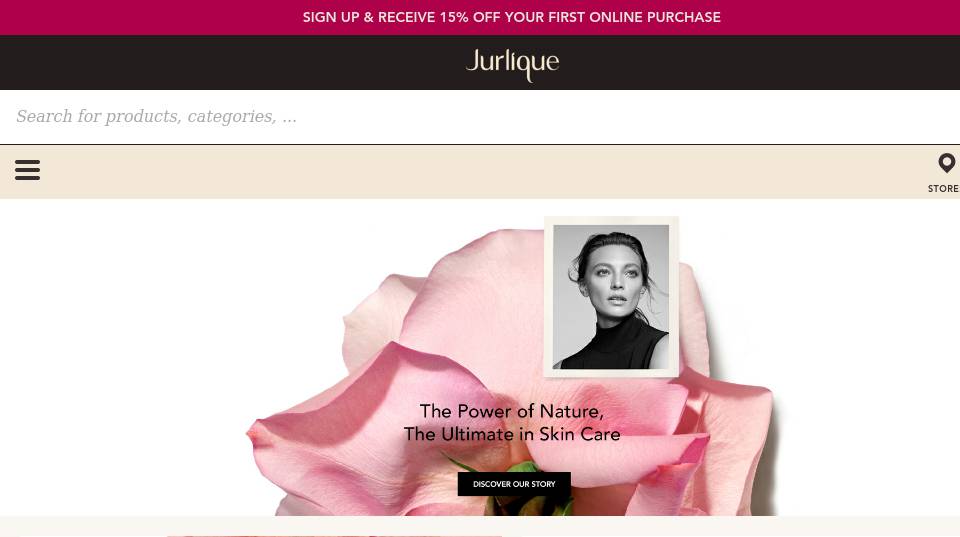 SIGN UP & RECEIVE 15% OFF YOUR FIRST ONLINE PURCHASE
Jurlique
Search for products, categories, ...
STORE
The Power of Nature,
The Ultimate in Skin Care
DISCOVER OUR STORY